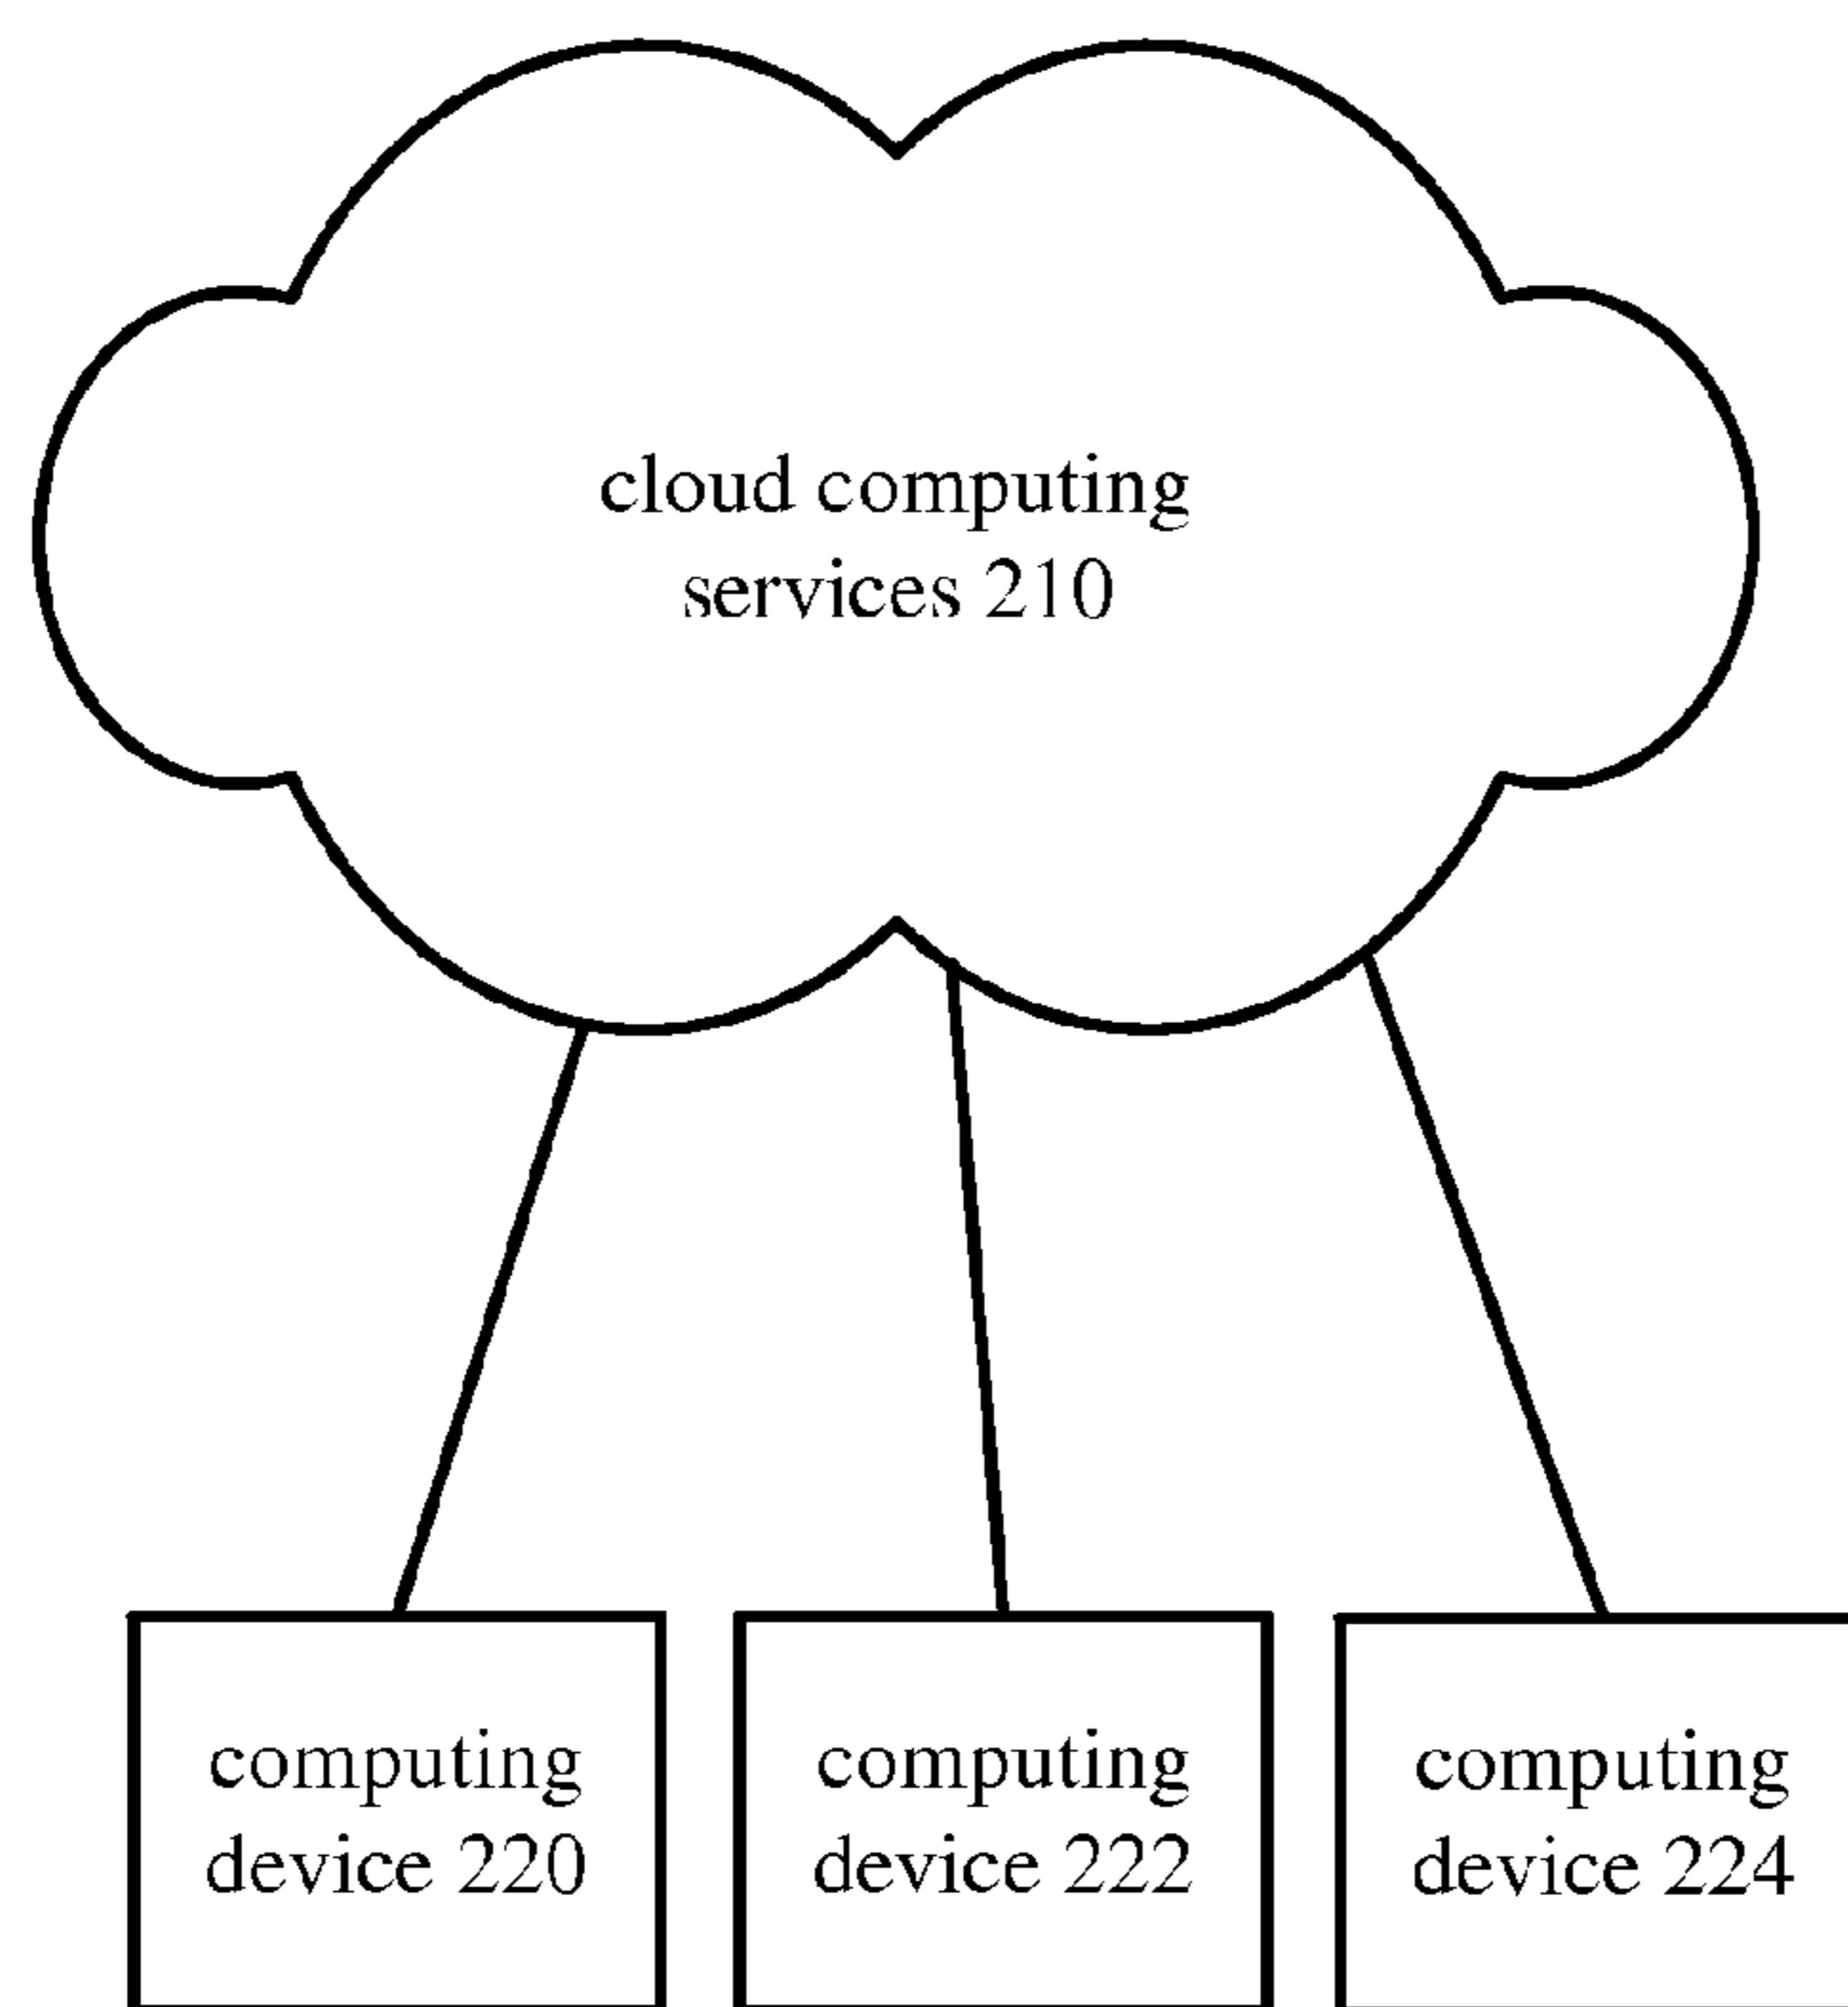 cloud computing
services 210
computing
device 220
computing
device 222
computing
device 224